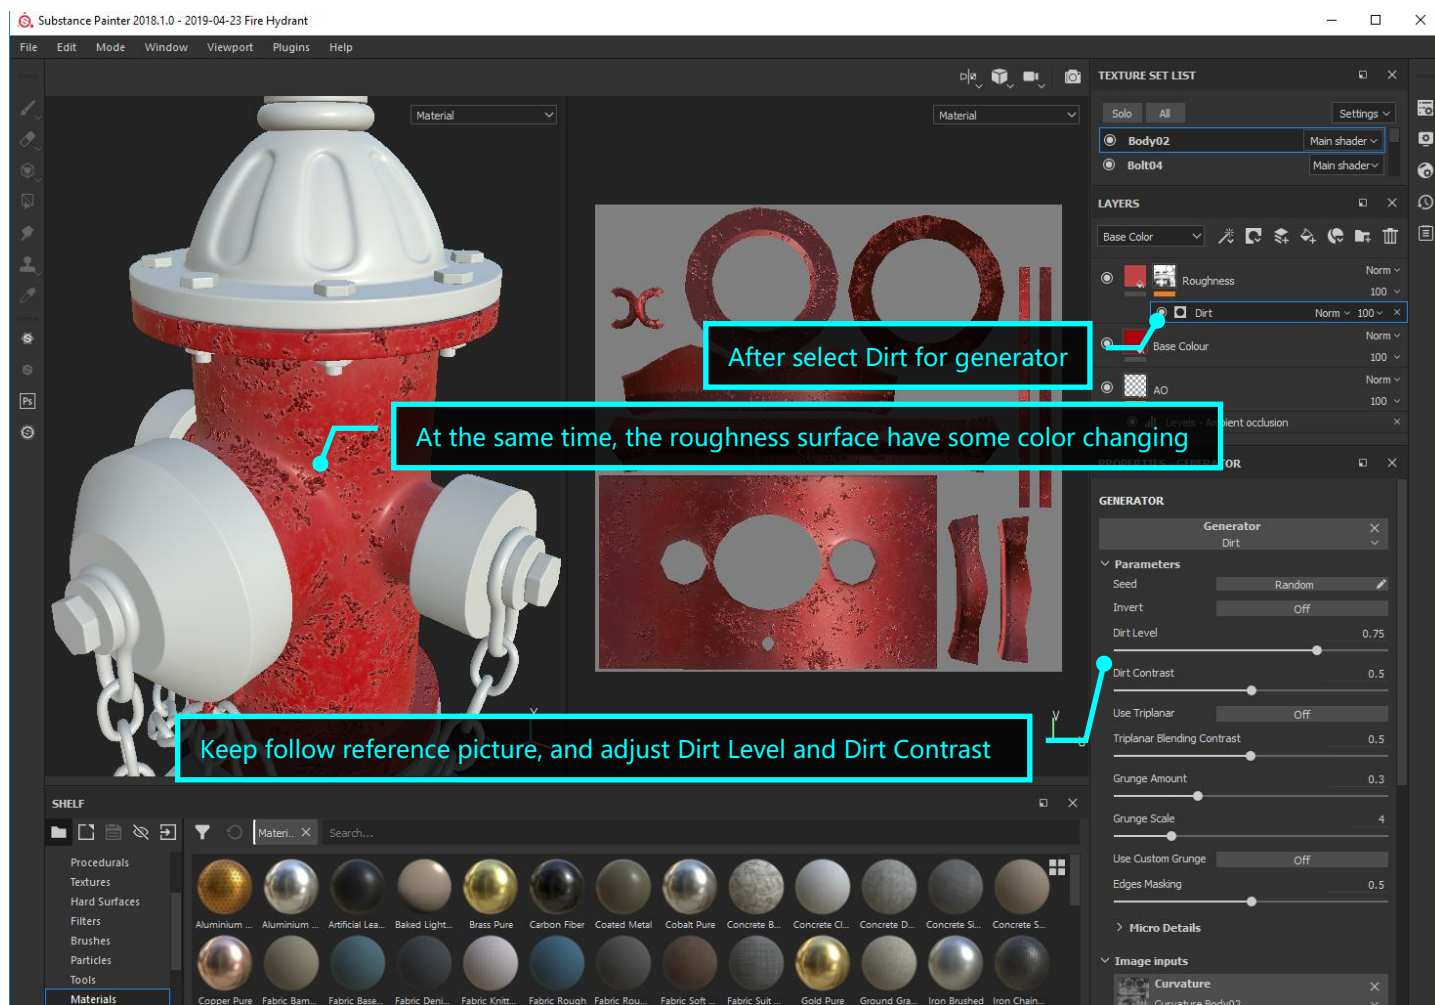 Substance Painter 2018.1.0 - 2019-04-23 Fire Hydrant
File Edit Mode Window Viewport Plugins Help
Material
Material
TEXTURE SET LIST
Solo All Settings
Body02 Main shader
Bolt04 Main shader
LAYERS
Base Color
Roughness Norm 100
Dirt Norm 100
Base Colour Norm 100
AO Norm 100
Levels - Ambient occlusion
After select Dirt for generator
At the same time, the roughness surface have some color changing
Keep follow reference picture, and adjust Dirt Level and Dirt Contrast
PROPERTIES - GENERATOR
GENERATOR
Generator
Dirt
Parameters
Seed Random
Invert Off
Dirt Level 0.75
Dirt Contrast 0.5
Use Triplanar Off
Triplanar Blending Contrast 0.5
Grunge Amount 0.3
Grunge Scale 4
Use Custom Grunge Off
Edges Masking 0.5
Micro Details
Image inputs
Curvature
Curvature Body02
Ps
Y
V
SHELF
Materi... Search...
Procedurals
Textures
Hard Surfaces
Filters
Brushes
Particles
Tools
Materials
Aluminium ... Aluminium ... Artificial Lea... Baked Light... Brass Pure Carbon Fiber Coated Metal Cobalt Pure Concrete B... Concrete Cl... Concrete D... Concrete Si... Concrete S...
Copper Pure Fabric Bam... Fabric Base... Fabric Deni... Fabric Knitt... Fabric Rough Fabric Rou... Fabric Soft ... Fabric Suit ... Gold Pure Ground Gra... Iron Brushed Iron Chain...